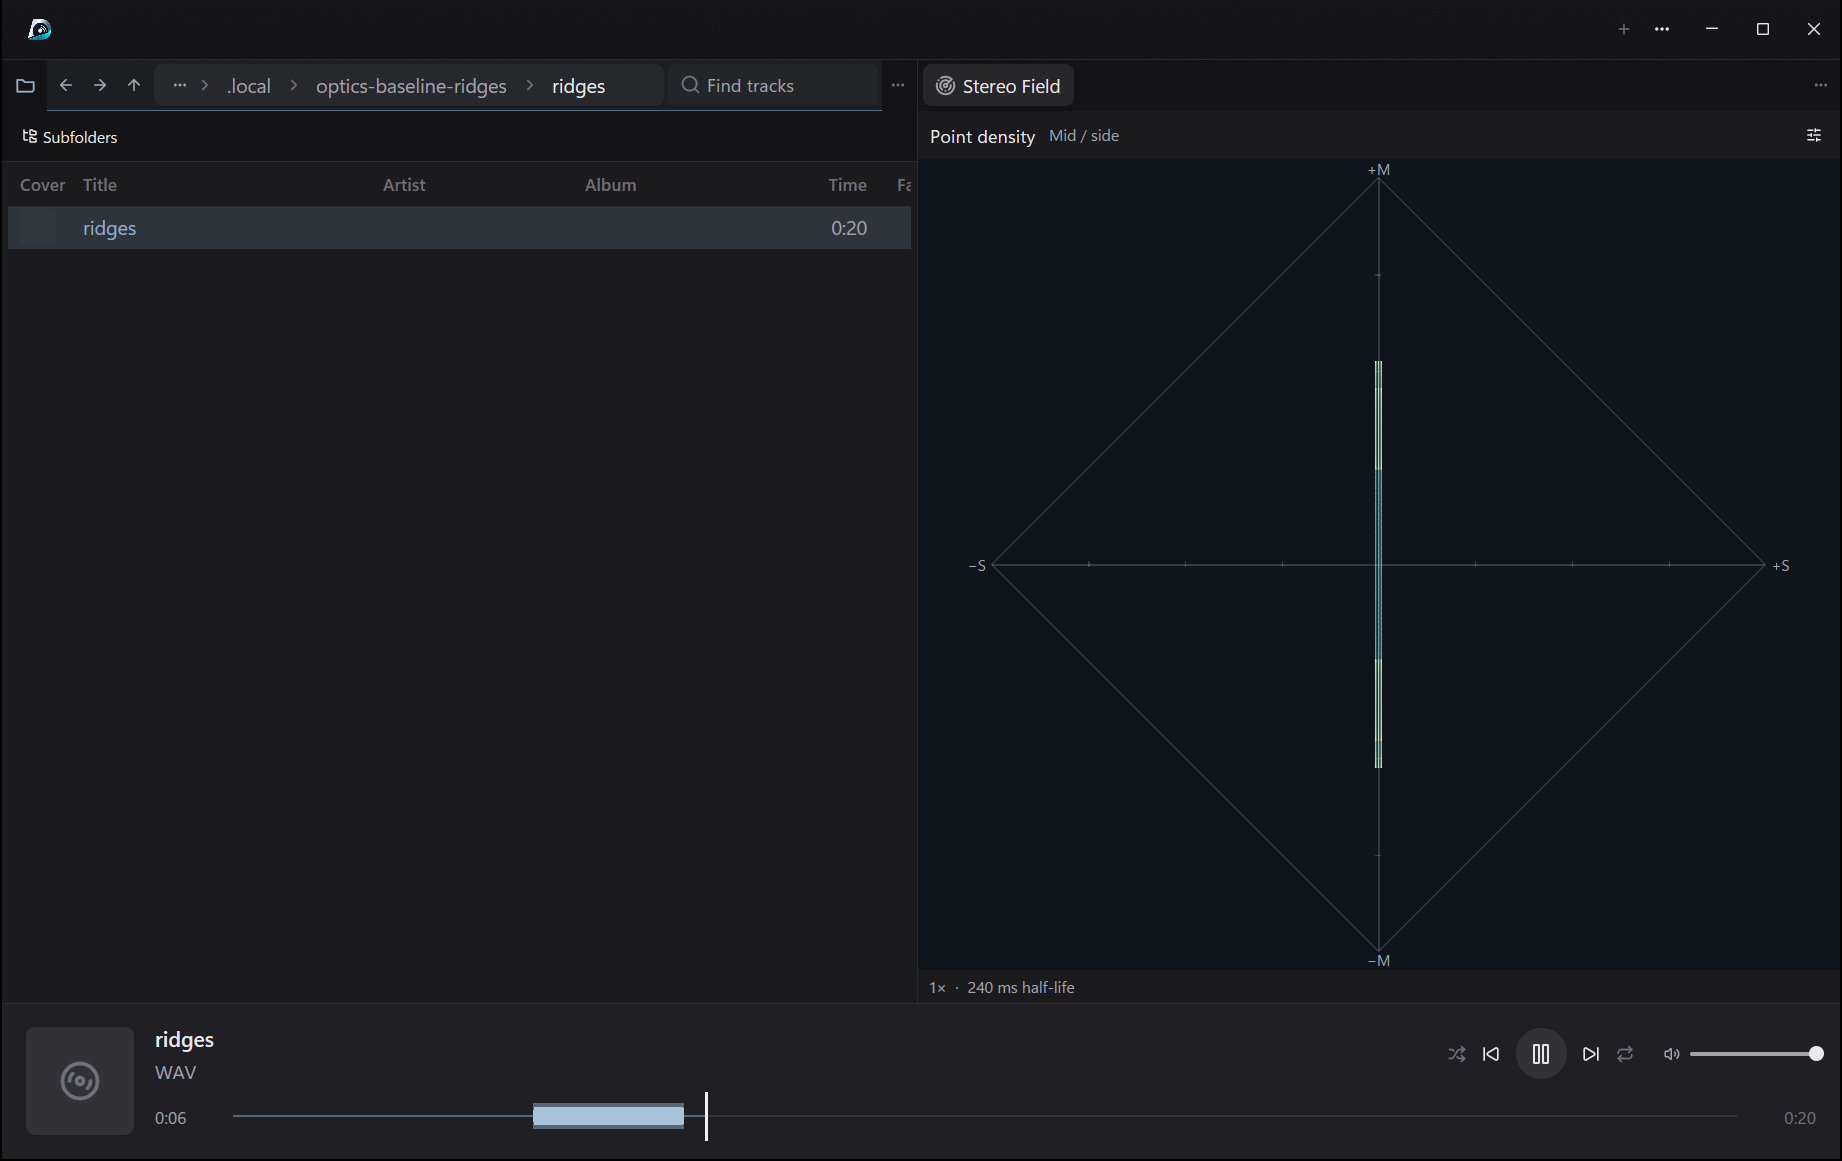 ··· > .local > optics-baseline-ridges > ridges
Find tracks
Stereo Field
Subfolders
Point density Mid / side
Cover Title Artist Album Time
ridges 0:20
+M
−S
+S
−M
1× · 240 ms half-life
ridges
WAV
0:06
0:20